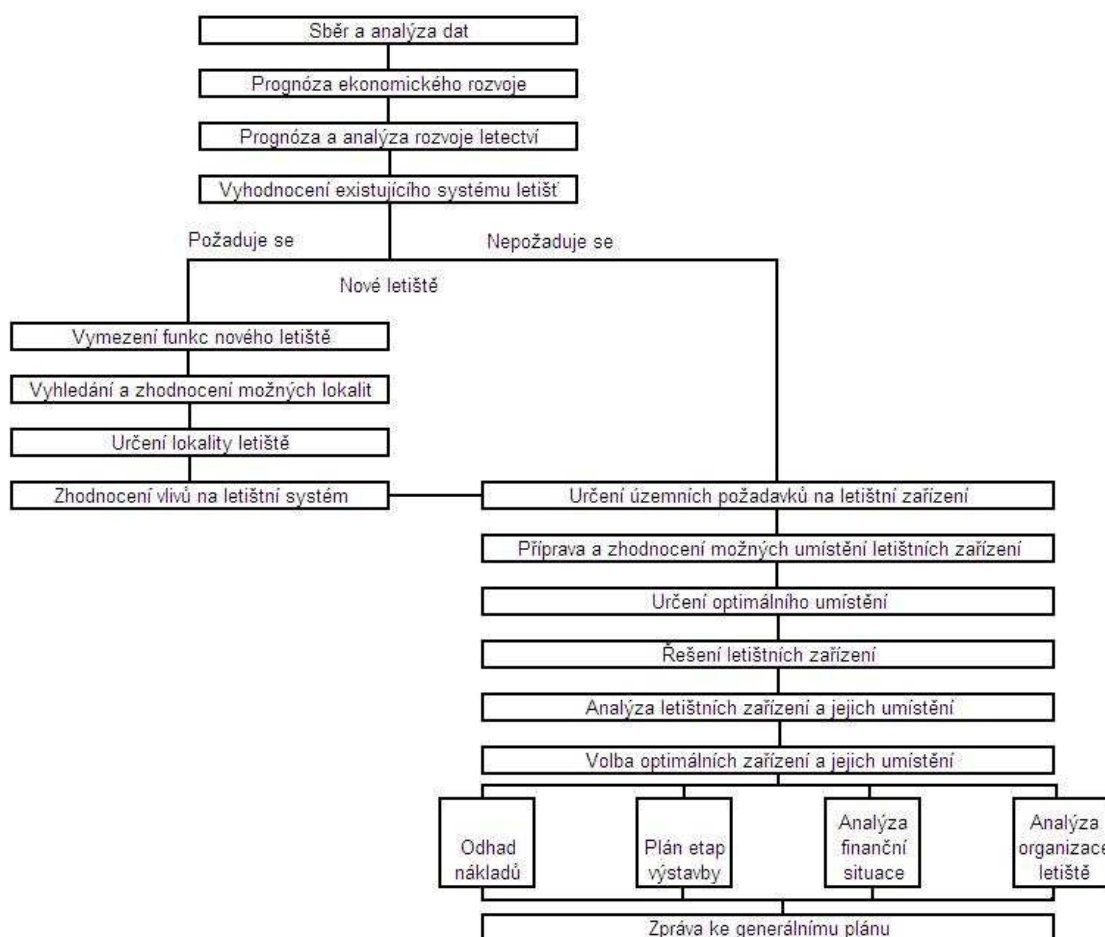 Sběr a analýza dat
Prognóza ekonomického rozvoje
Prognóza a analýza rozvoje letectví
Vyhodnocení existujícího systému letišť
Požaduje se
Nepožaduje se
Nové letiště
Vymezení funkc nového letiště
Vyhledání a zhodnocení možných lokalit
Určení lokality letiště
Zhodnocení vlivů na letištní systém
Určení územních požadavků na letištní zařízení
Příprava a zhodnocení možných umístění letištních zařízení
Určení optimálního umístění
Řešení letištních zařízení
Analýza letištních zařízení a jejich umístění
Volba optimálních zařízení a jejich umístění
Odhad
nákladů
Plán etap
výstavby
Analýza
finanční
situace
Analýza
organizace
letiště
Zpráva ke generálnímu plánu